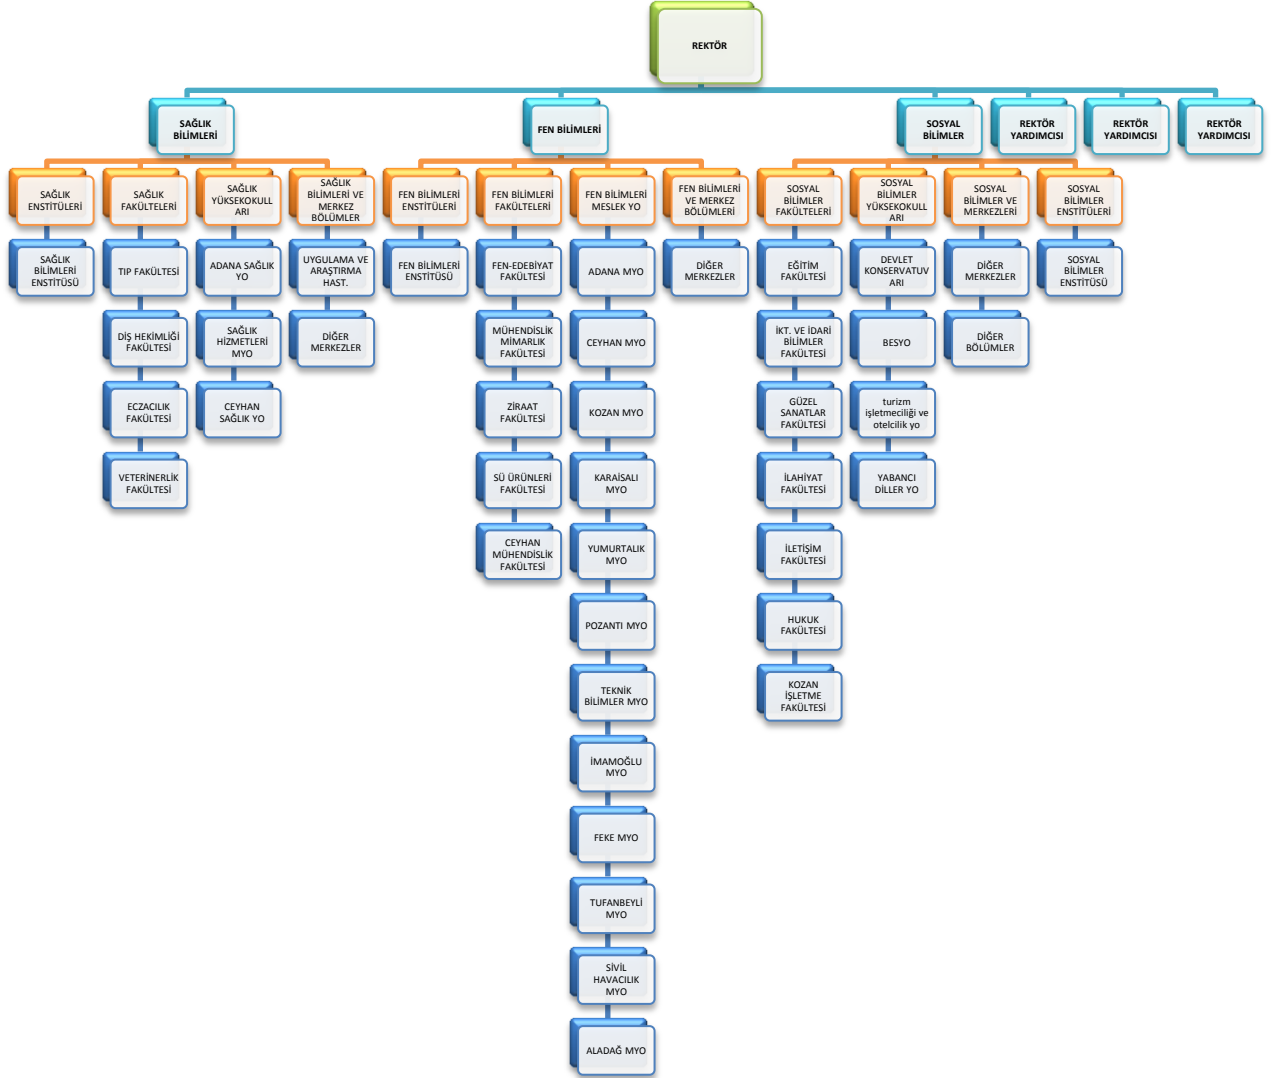 REKTÖR
SAĞLIK
BİLİMLERİ
FEN BİLİMLERİ
SOSYAL
BİLİMLER
REKTÖR
YARDIMCISI
REKTÖR
YARDIMCISI
REKTÖR
YARDIMCISI
SAĞLIK
ENSTİTÜLERİ
SAĞLIK
FAKÜLTELERİ
SAĞLIK
YÜKSEKOKULL
ARI
SAĞLIK
BİLİMLERİ VE
MERKEZ
BÖLÜMLER
FEN BİLİMLERİ
ENSTİTÜLERİ
FEN BİLİMLERİ
FAKÜLTELERİ
FEN BİLİMLERİ
MESLEK YO
FEN BİLİMLERİ
VE MERKEZ
BÖLÜMLERİ
SOSYAL
BİLİMLER
FAKÜLTELERİ
SOSYAL
BİLİMLER
YÜKSEKOKULL
ARI
SOSYAL
BİLİMLER VE
MERKEZLERİ
SOSYAL
BİLİMLER
ENSTİTÜLERİ
SAĞLIK
BİLİMLERİ
ENSTİTÜSÜ
TIP FAKÜLTESİ
DİŞ HEKİMLİĞİ
FAKÜLTESİ
ECZACILIK
FAKÜLTESİ
VETERİNERLİK
FAKÜLTESİ
ADANA SAĞLIK
YO
SAĞLIK
HİZMETLERİ
MYO
CEYHAN
SAĞLIK YO
UYGULAMA VE
ARAŞTIRMA
HAST.
DİĞER
MERKEZLER
FEN BİLİMLERİ
ENSTİTÜSÜ
FEN-EDEBİYAT
FAKÜLTESİ
MÜHENDİSLİK
MİMARLIK
FAKÜLTESİ
ZİRAAT
FAKÜLTESİ
SÜ ÜRÜNLERİ
FAKÜLTESİ
CEYHAN
MÜHENDİSLİK
FAKÜLTESİ
ADANA MYO
CEYHAN MYO
KOZAN MYO
KARAİSALI
MYO
YUMURTALIK
MYO
POZANTI MYO
TEKNİK
BİLİMLER MYO
İMAMOĞLU
MYO
FEKE MYO
TUFANBEYLİ
MYO
SİVİL
HAVACILIK
MYO
ALADAĞ MYO
DİĞER
MERKEZLER
EĞİTİM
FAKÜLTESİ
İKT. VE İDARİ
BİLİMLER
FAKÜLTESİ
GÜZEL
SANATLAR
FAKÜLTESİ
İLAHİYAT
FAKÜLTESİ
İLETİŞİM
FAKÜLTESİ
HUKUK
FAKÜLTESİ
KOZAN
İŞLETME
FAKÜLTESİ
DEVLET
KONSERVATUV
ARI
BESYO
turizm
işletmeciliği ve
otelcilik yo
YABANCI
DİLLER YO
DİĞER
MERKEZLER
DİĞER
BÖLÜMLER
SOSYAL
BİLİMLER
ENSTİTÜSÜ